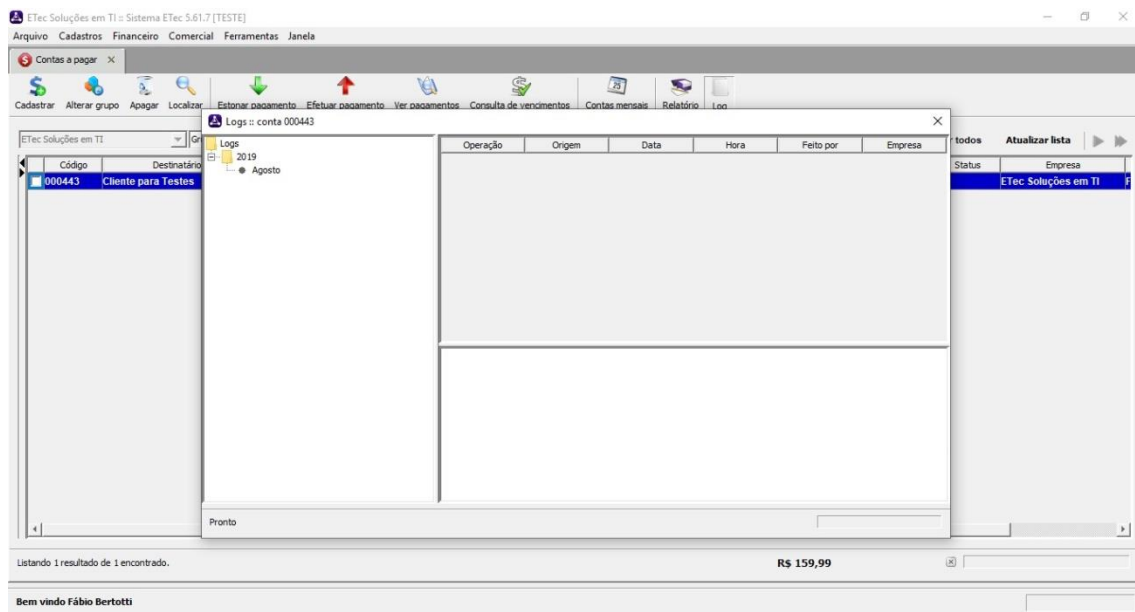 ETec Soluções em TI :: Sistema ETec 5.61.7 [TESTE]
Arquivo Cadastros Financeiro Comercial Ferramentas Janela
Contas a pagar
Cadastrar Alterar grupo Apagar Localizar Estonar pagamento Efetuar pagamento Ver pagamentos Consulta de vencimentos Contas mensais Relatório Log
Logs :: conta 000443
ETec Soluções em TI Gr
todos Atualizar lista
Logs
2019
Agosto
Operação Origem Data Hora Feito por Empresa
Código Destinatário Status Empresa
000443 Cliente para Testes ETec Soluções em TI F
Pronto
Listando 1 resultado de 1 encontrado. R$ 159,99
Bem vindo Fábio Bertotti